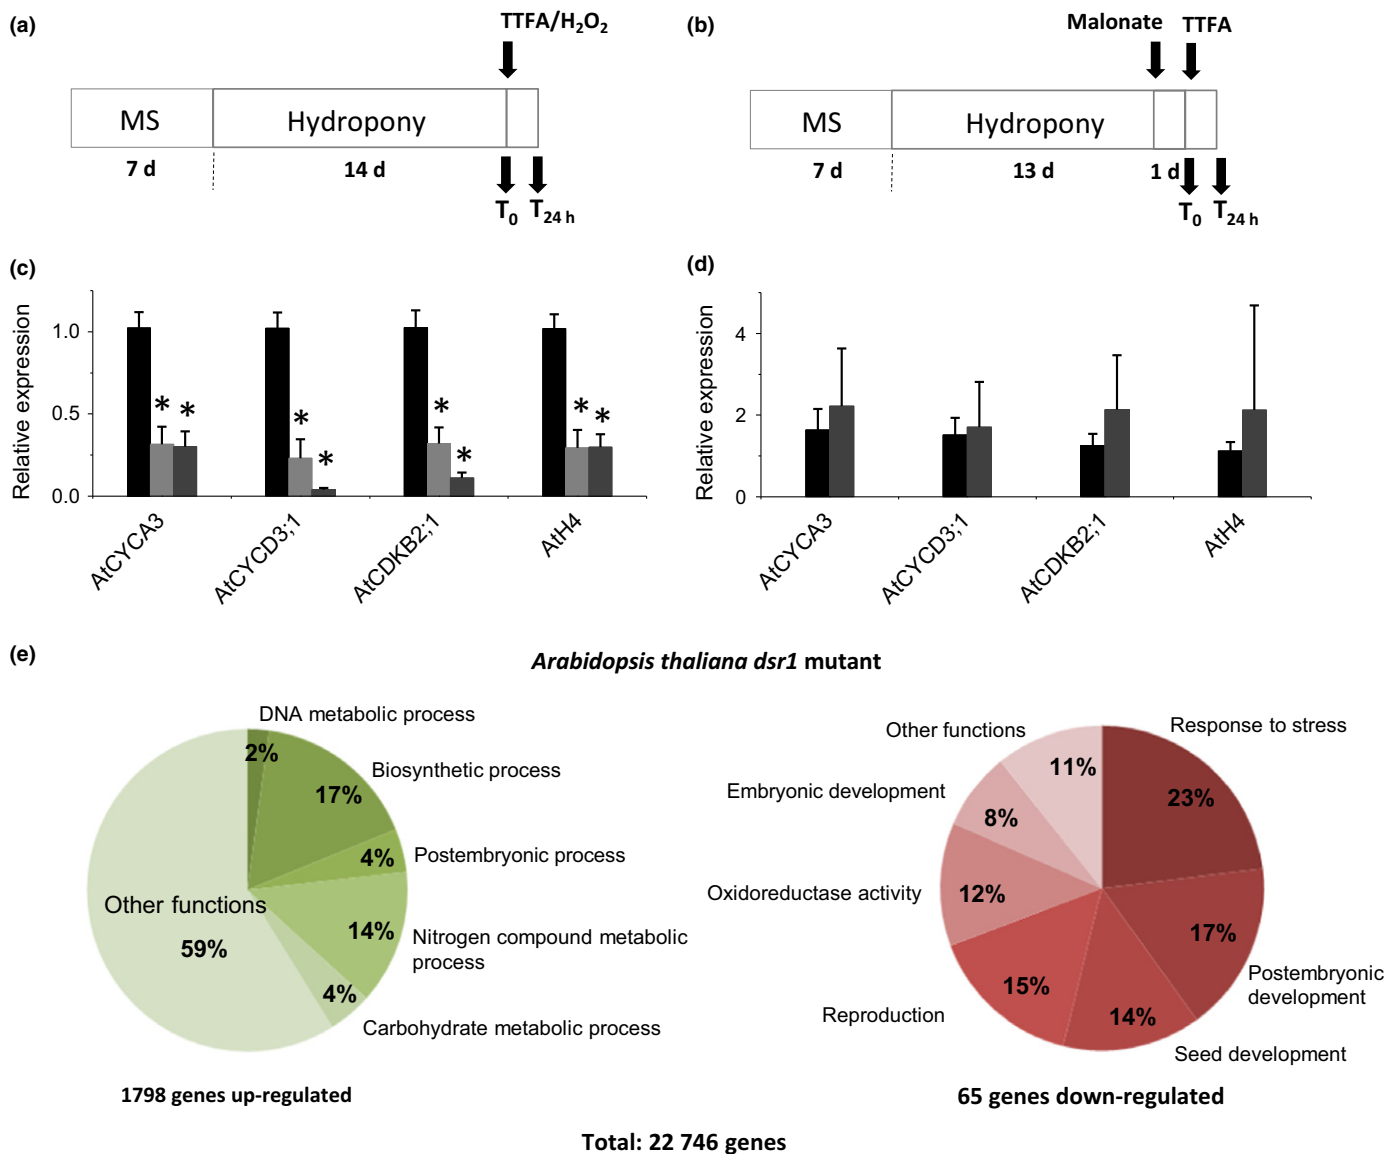 (a)
TTFA/H₂O₂
MS
Hydropony
7 d
14 d
T₀
T₂₄ ₕ
(b)
Malonate
TTFA
MS
Hydropony
7 d
13 d
1 d
T₀
T₂₄ ₕ
(c)
Relative expression
1.0
0.5
0.0
*
*
*
*
*
*
*
*
AtCYCA3
AtCYCD3;1
AtCDKB2;1
AtH4
(d)
Relative expression
4
2
0
AtCYCA3
AtCYCD3;1
AtCDKB2;1
AtH4
(e)
Arabidopsis thaliana dsr1 mutant
DNA metabolic process
2%
Biosynthetic process
17%
Postembryonic process
4%
Nitrogen compound metabolic
process
14%
Carbohydrate metabolic process
4%
Other functions
59%
1798 genes up-regulated
Response to stress
23%
Postembryonic
development
17%
Seed development
14%
Reproduction
15%
Oxidoreductase activity
12%
Embryonic development
8%
Other functions
11%
65 genes down-regulated
Total: 22 746 genes